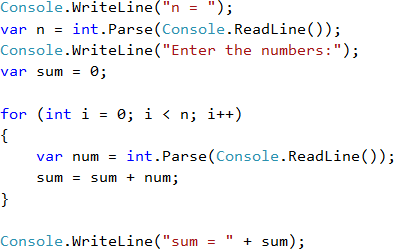 Console.WriteLine("n = ");
var n = int.Parse(Console.ReadLine());
Console.WriteLine("Enter the numbers:");
var sum = 0;

for (int i = 0; i < n; i++)
{
    var num = int.Parse(Console.ReadLine());
    sum = sum + num;
}

Console.WriteLine("sum = " + sum);